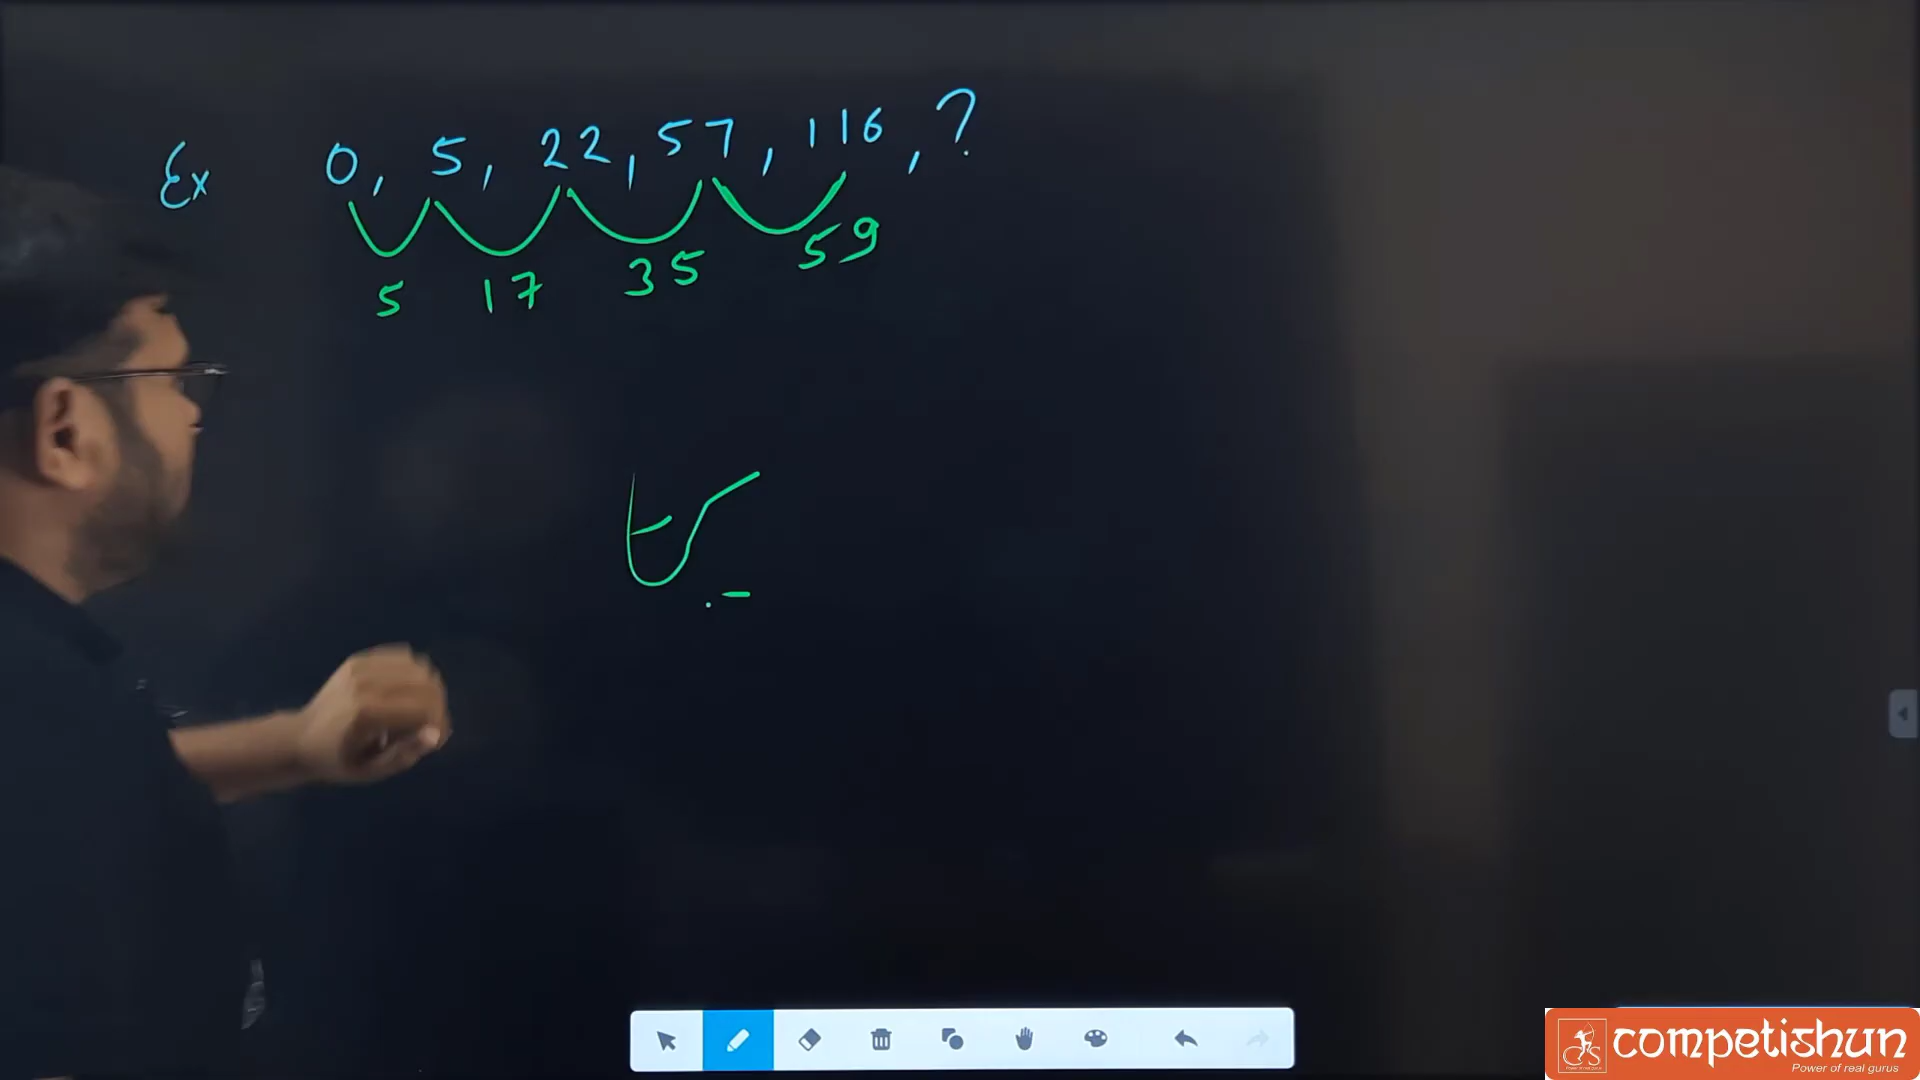 Ex 0, 5, 22, 57, 116, ?
5 17 35 59
competishun
Power of real gurus